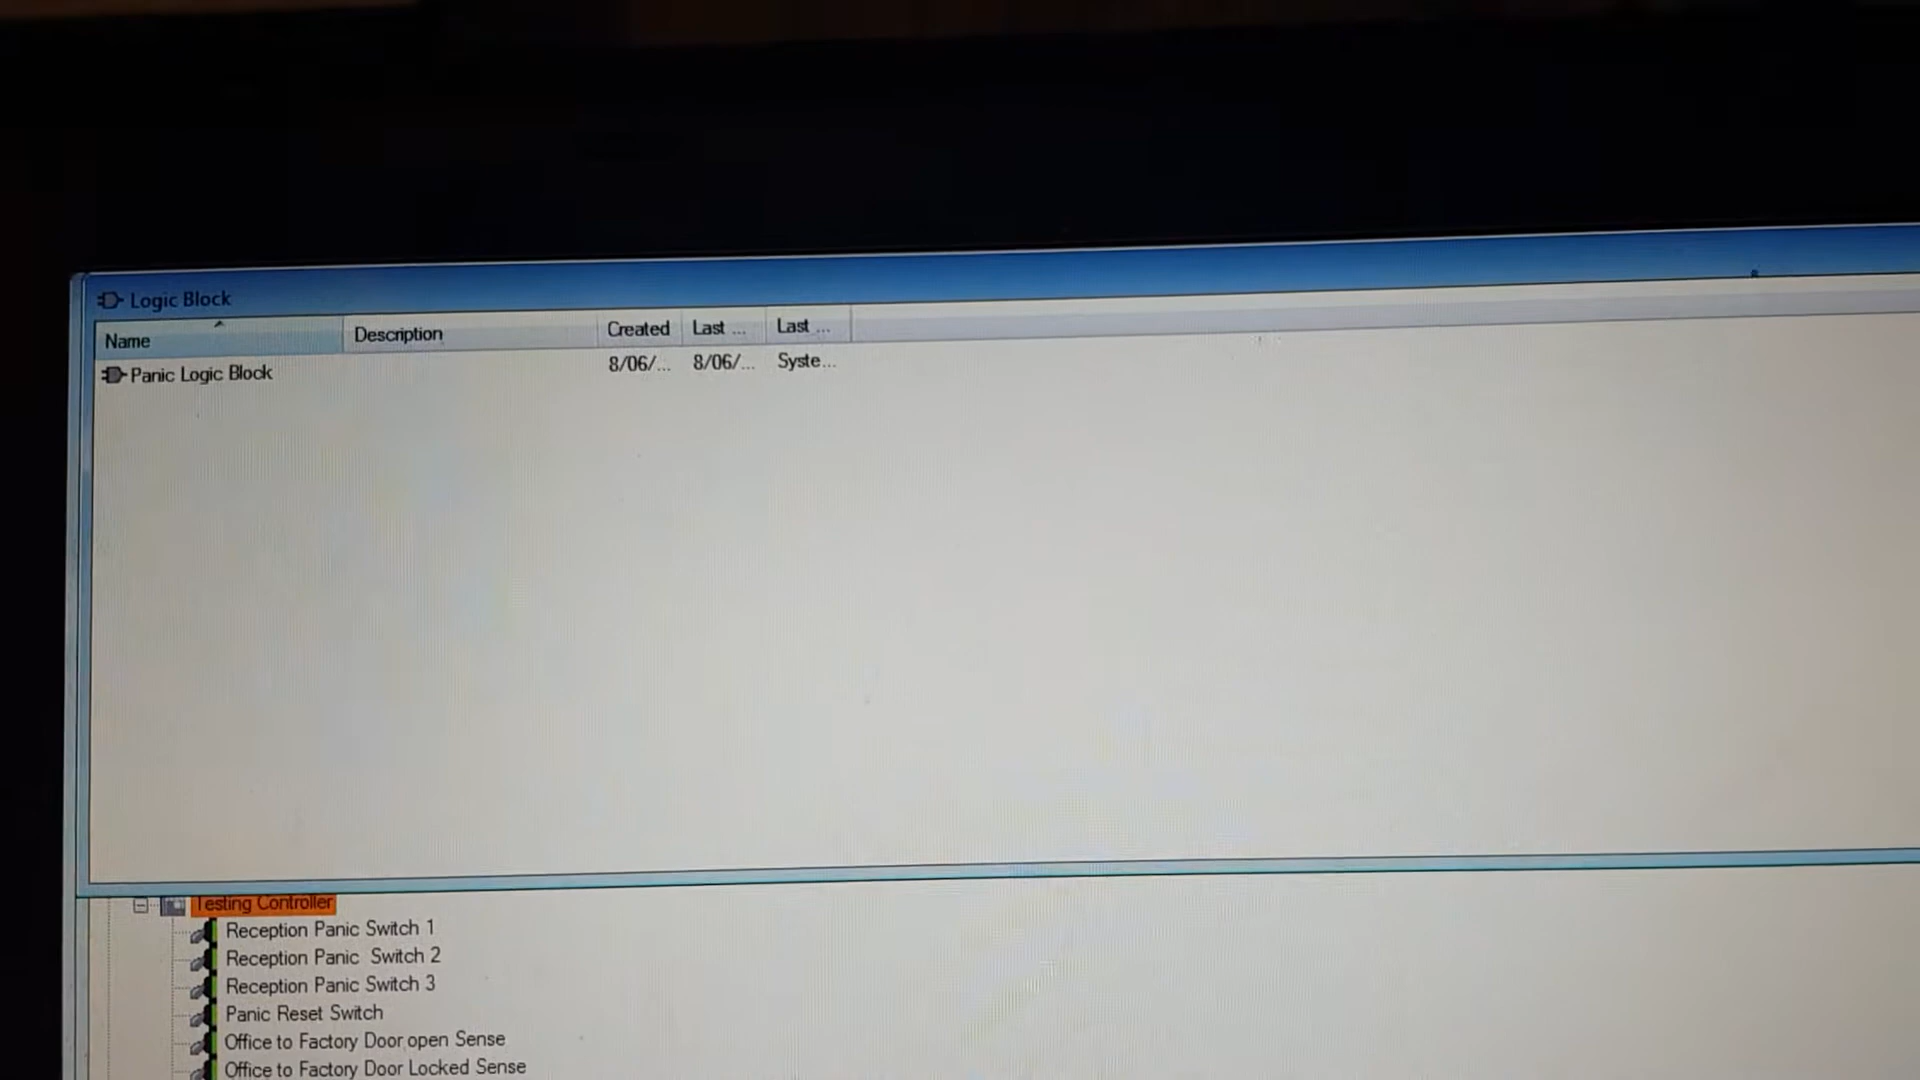 Logic Block
Name Description Created Last ... Last ...
Panic Logic Block 8/06/... 8/06/... Syste...
Testing Controller
Reception Panic Switch 1
Reception Panic Switch 2
Reception Panic Switch 3
Panic Reset Switch
Office to Factory Door open Sense
Office to Factory Door Locked Sense